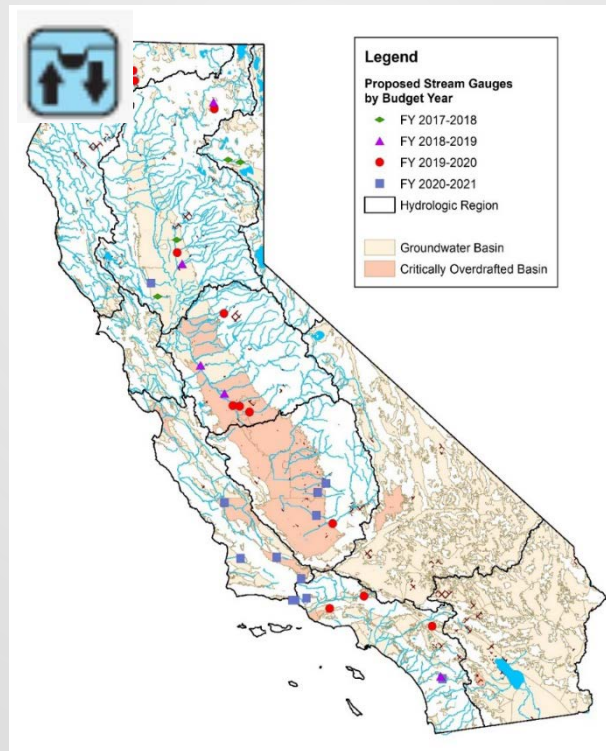 Legend
Proposed Stream Gauges
by Budget Year
FY 2017-2018
FY 2018-2019
FY 2019-2020
FY 2020-2021
Hydrologic Region
Groundwater Basin
Critically Overdrafted Basin